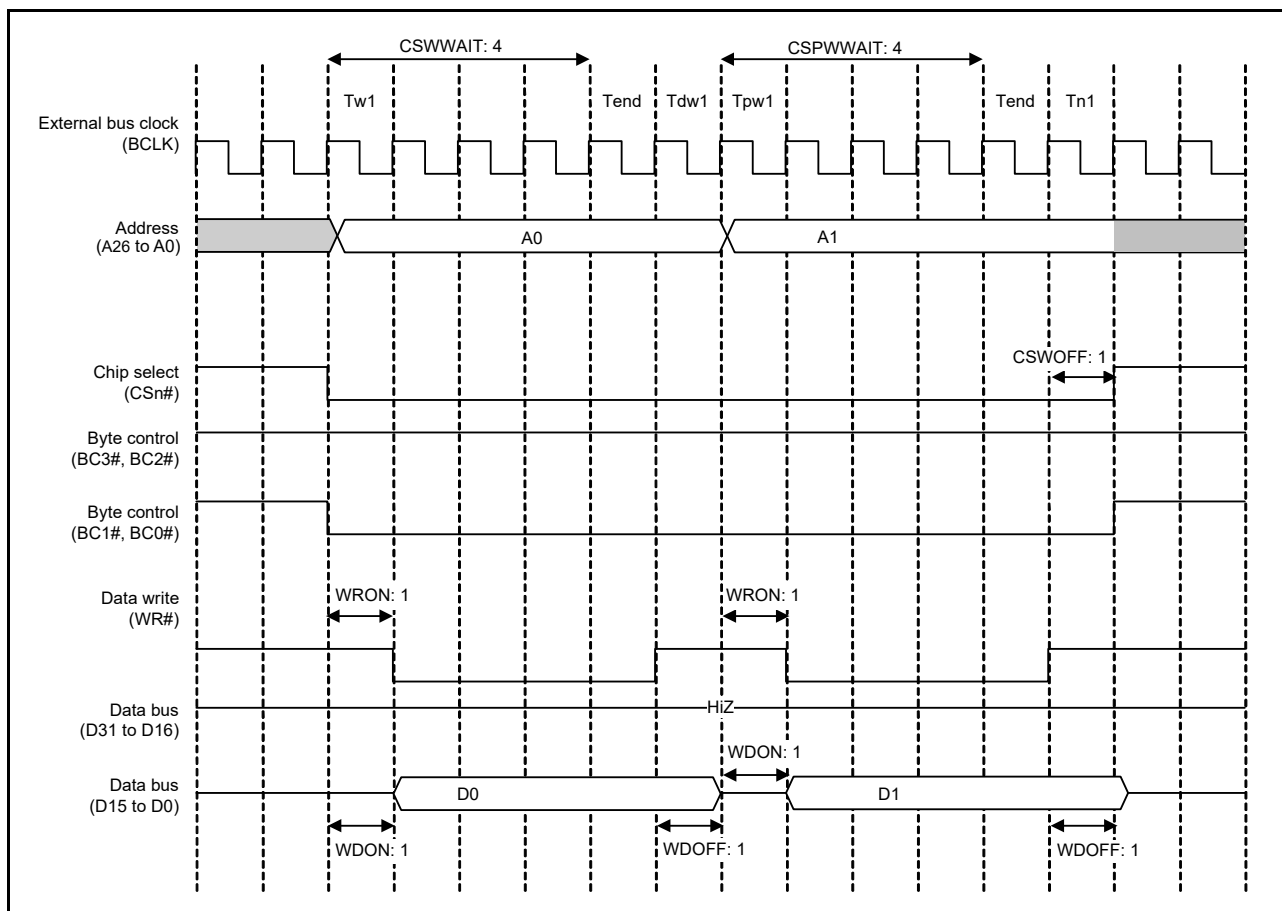 CSWWAIT: 4
CSPWWAIT: 4
Tw1
Tend
Tdw1
Tpw1
Tend
Tn1
External bus clock
(BCLK)
Address
(A26 to A0)
A0
A1
CSWOFF: 1
Chip select
(CSn#)
Byte control
(BC3#, BC2#)
Byte control
(BC1#, BC0#)
Data write
(WR#)
WRON: 1
WRON: 1
Data bus
(D31 to D16)
HiZ
WDON: 1
Data bus
(D15 to D0)
D0
D1
WDON: 1
WDOFF: 1
WDOFF: 1